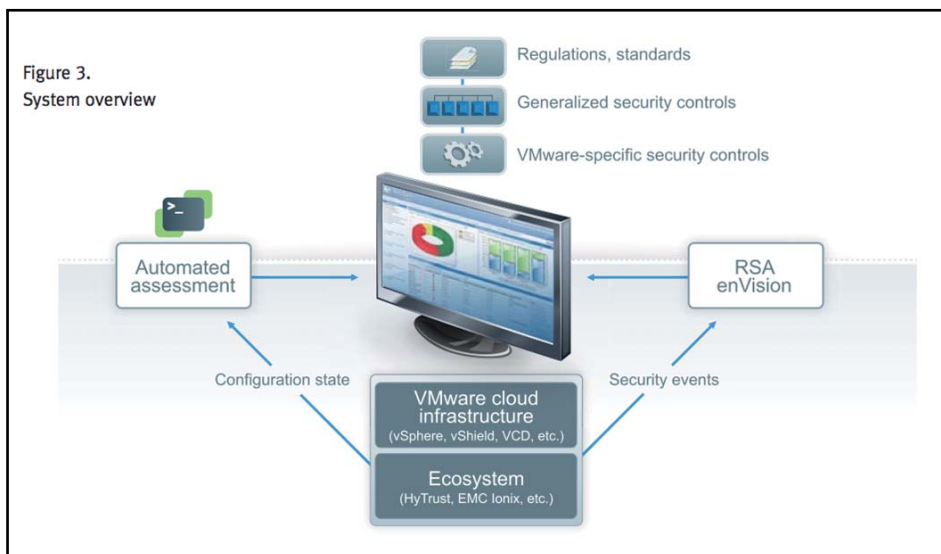 Figure 3.
System overview
Regulations, standards
Generalized security controls
VMware-specific security controls
>_
Automated
assessment
RSA
enVision
Configuration state
Security events
VMware cloud
infrastructure
(vSphere, vShield, VCD, etc.)
Ecosystem
(HyTrust, EMC Ionix, etc.)